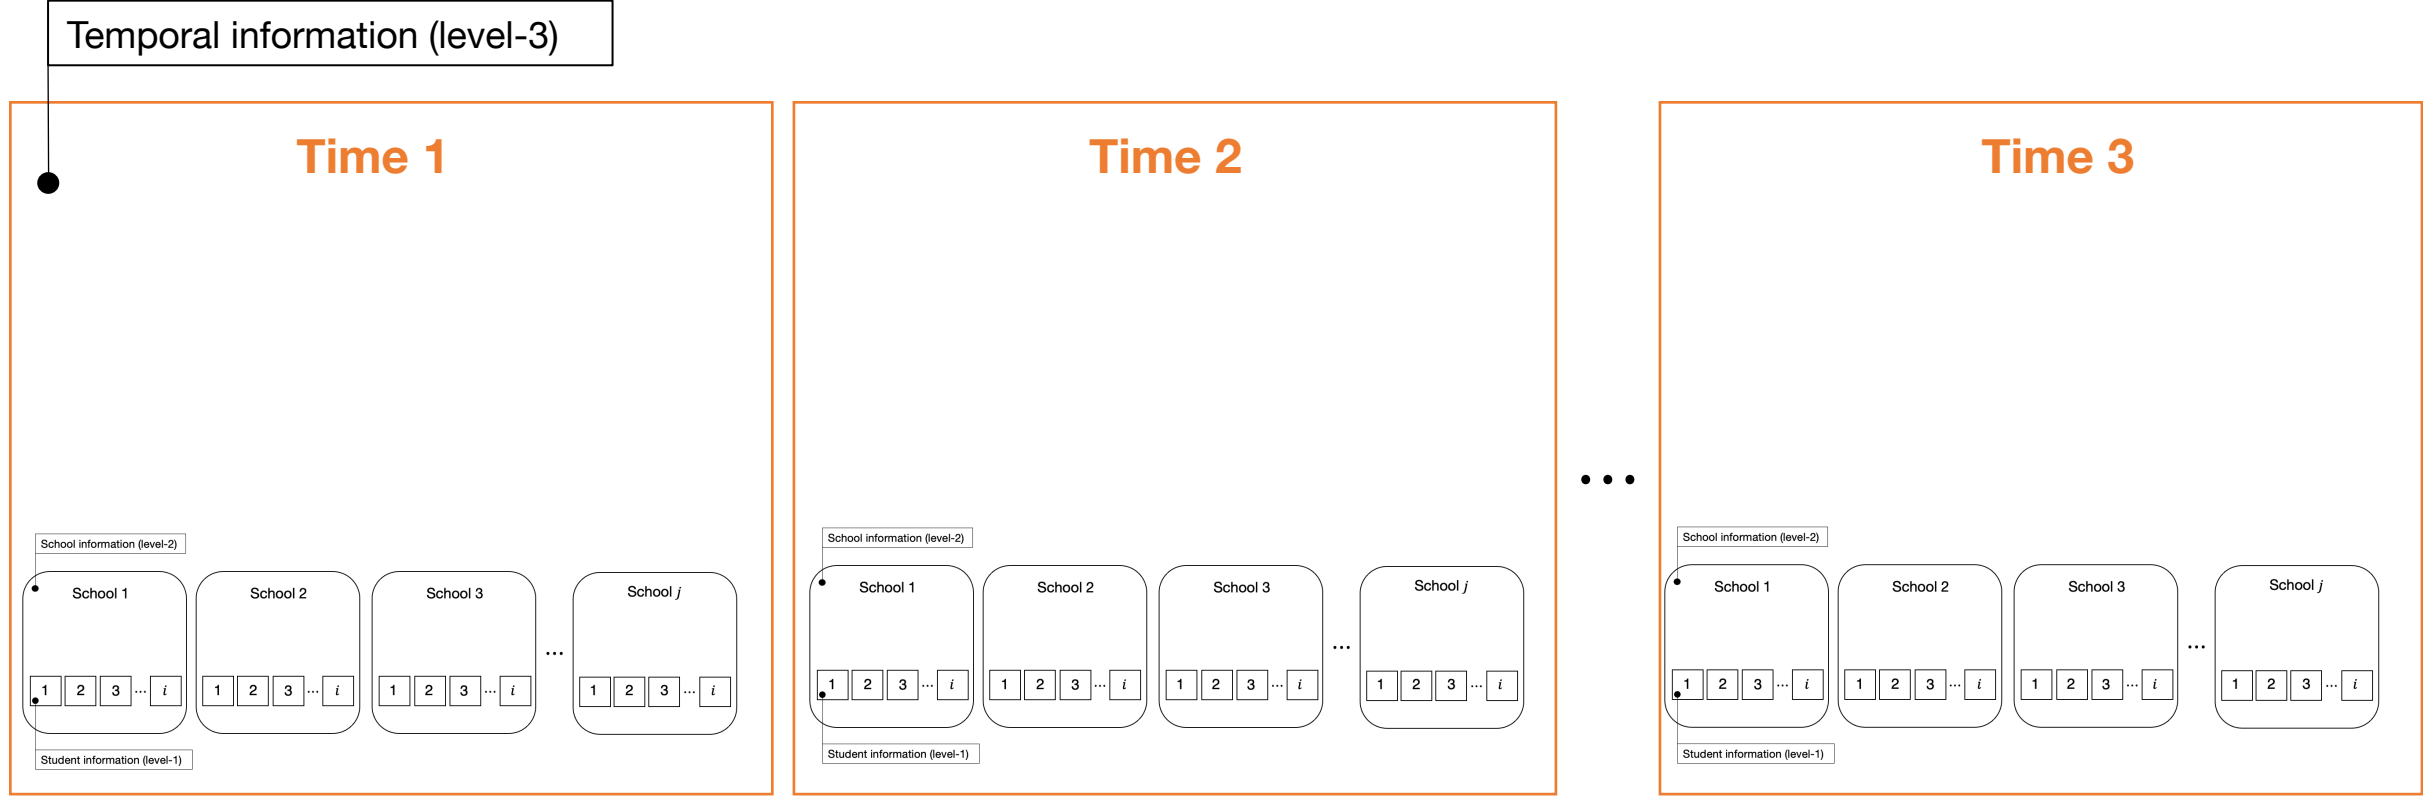 Temporal information (level-3)
Time 1
School information (level-2)
School 1
School 2
School 3
...
School j
1 2 3 ... i
1 2 3 ... i
1 2 3 ... i
1 2 3 ... i
Student information (level-1)
Time 2
School information (level-2)
School 1
School 2
School 3
...
School j
1 2 3 ... i
1 2 3 ... i
1 2 3 ... i
1 2 3 ... i
Student information (level-1)
...
Time 3
School information (level-2)
School 1
School 2
School 3
...
School j
1 2 3 ... i
1 2 3 ... i
1 2 3 ... i
1 2 3 ... i
Student information (level-1)